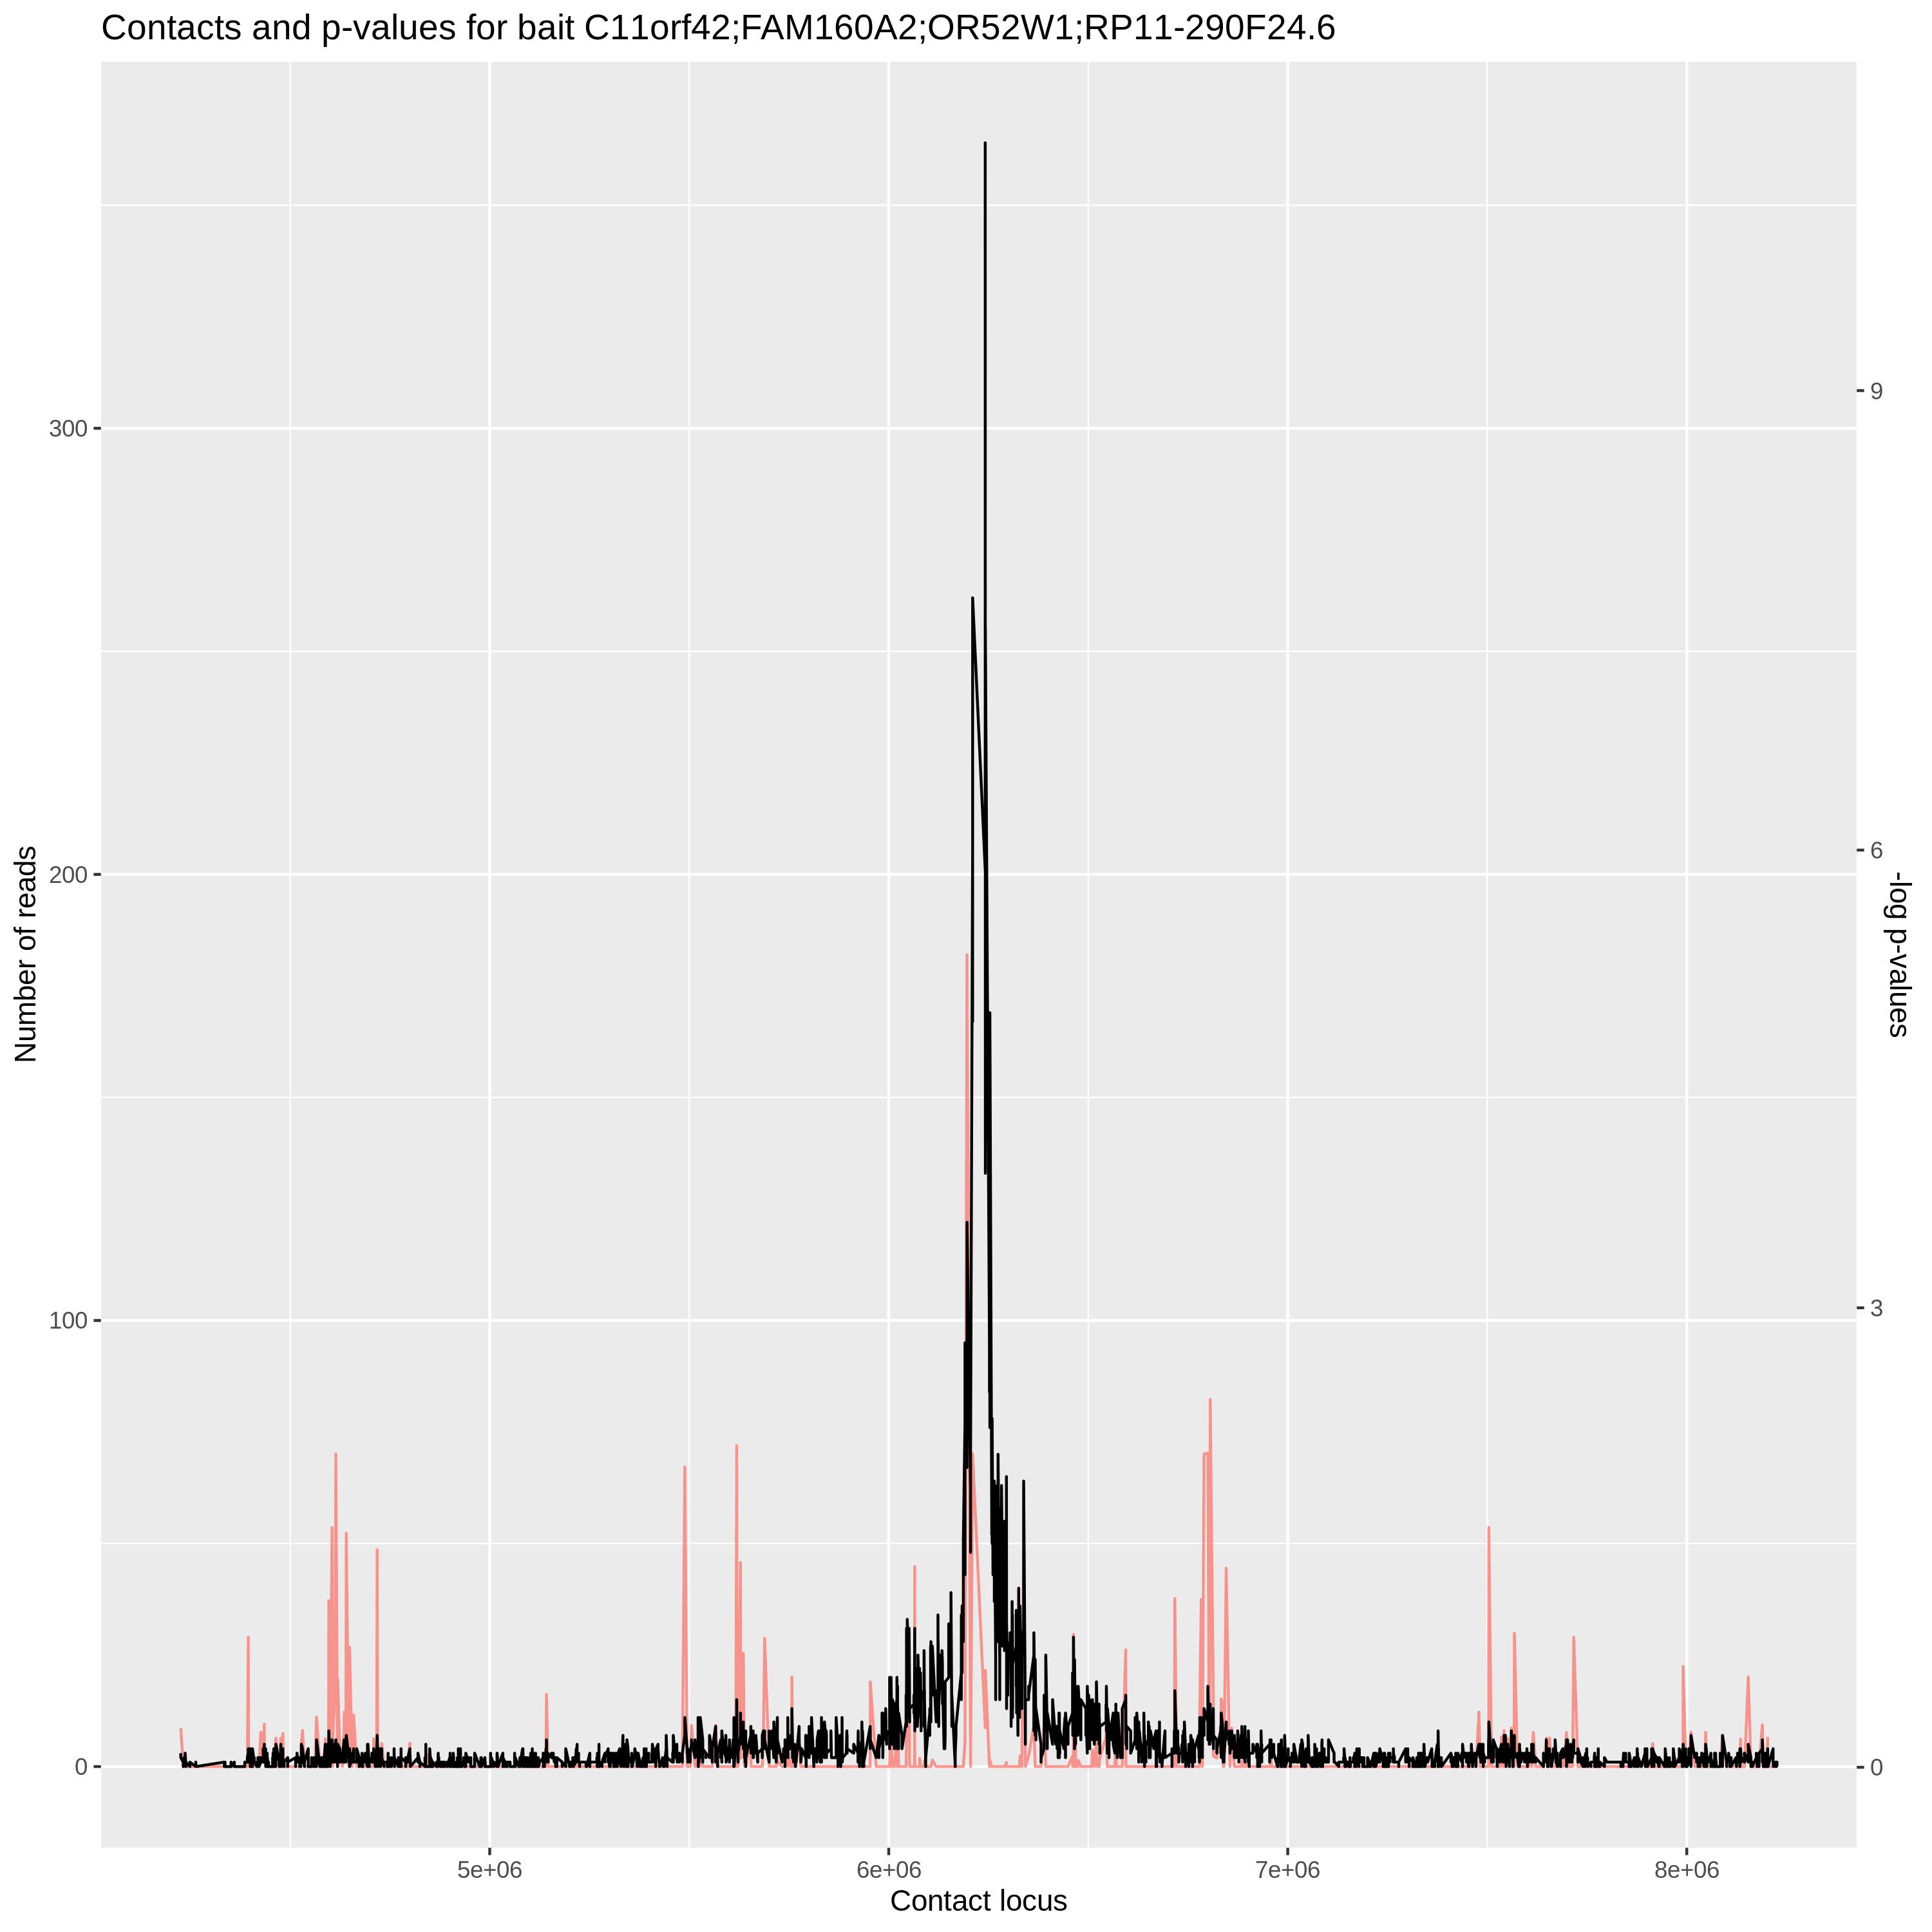 Contacts and p-values for bait C11orf42;FAM160A2;OR52W1;RP11-290F24.6
Number of reads
300
200
100
0
9
6
3
0
-log p-values
5e+06
6e+06
7e+06
8e+06
Contact locus